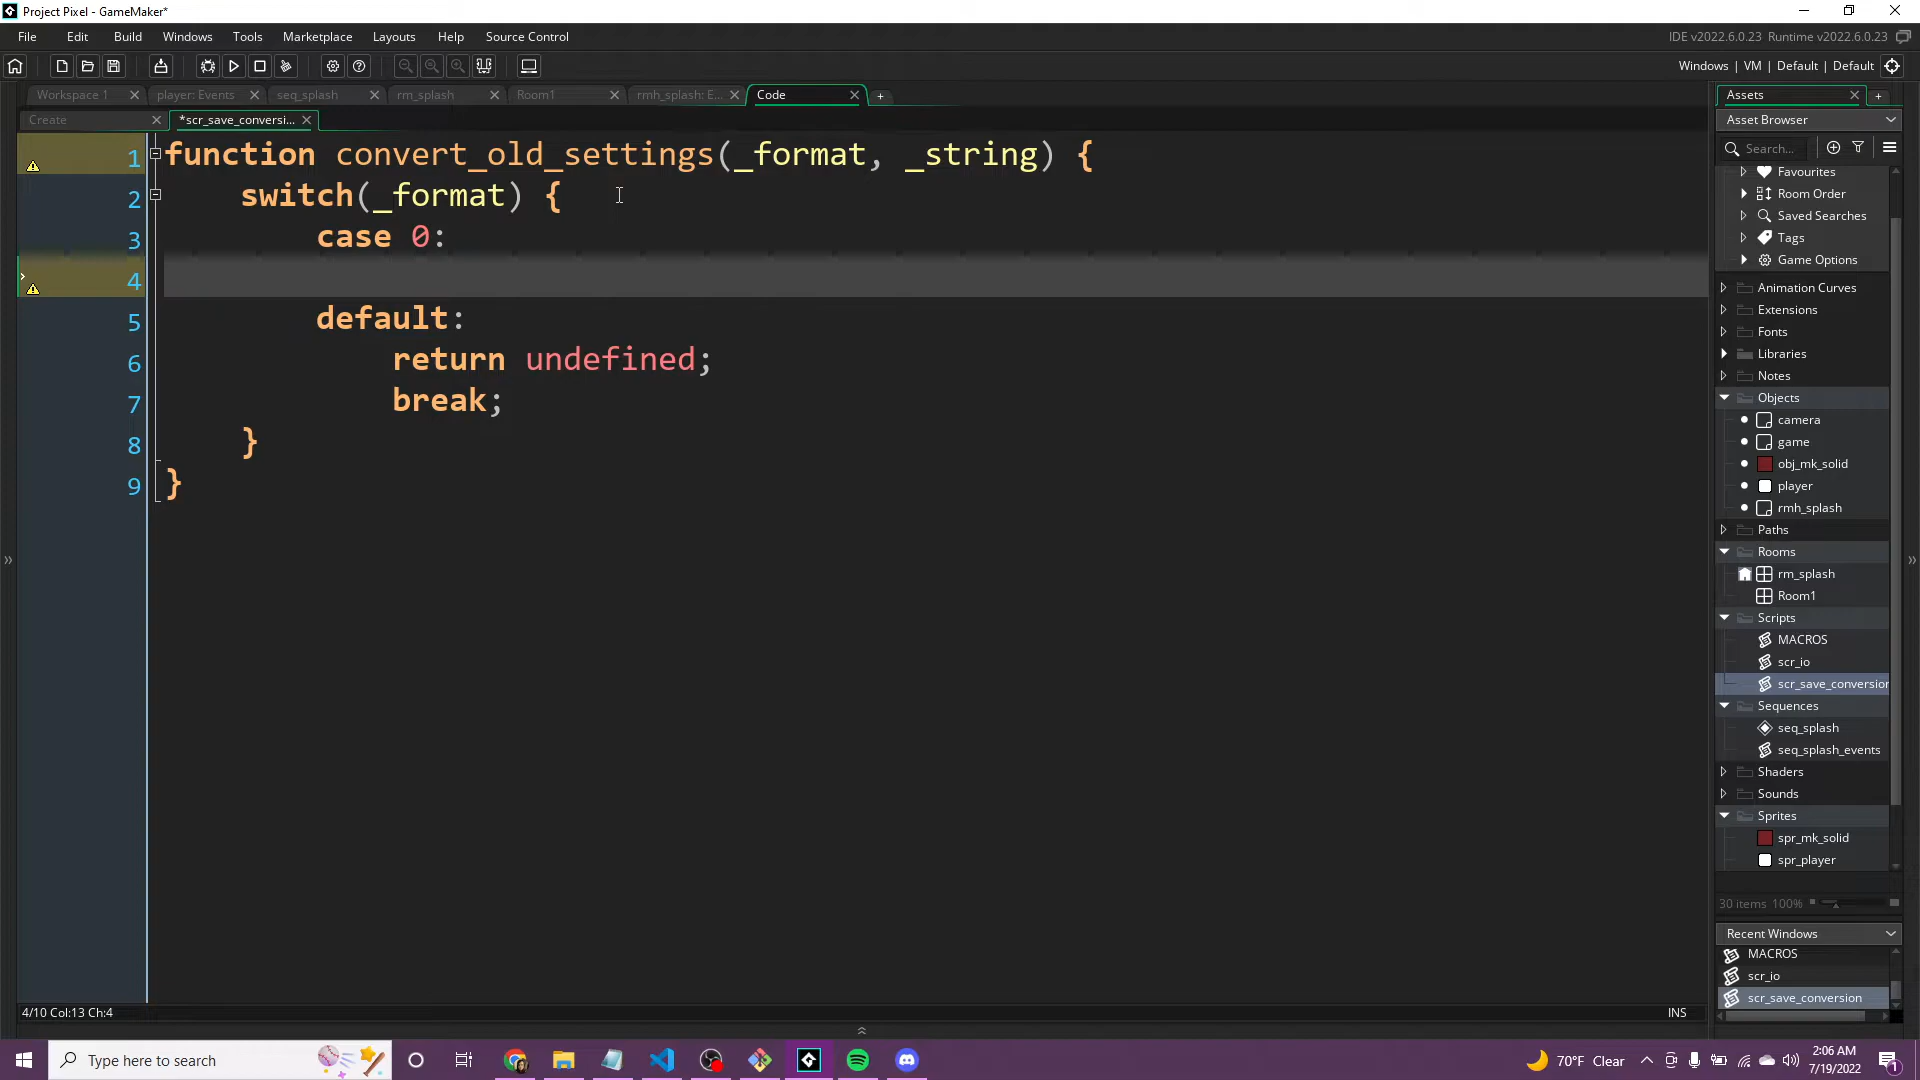 Project Pixel - GameMaker*
File Edit Build Windows Tools Marketplace Layouts Help Source Control
IDE v2022.6.0.23 Runtime v2022.6.0.23
Windows | VM | Default | Default
Workspace 1 player: Events seq_splash rm_splash Room1 rmh_splash: E... Code +
Create *scr_save_conversi...
1 function convert_old_settings(_format, _string) {
2 switch(_format) {
3 case 0:
4
5 default:
6 return undefined;
7 break;
8 }
9 }
4/10 Col:13 Ch:4
INS
Assets
Asset Browser
Search...
Favourites
Room Order
Saved Searches
Tags
Game Options
Animation Curves
Extensions
Fonts
Libraries
Notes
Objects
camera
game
obj_mk_solid
player
rmh_splash
Paths
Rooms
rm_splash
Room1
Scripts
MACROS
scr_io
scr_save_conversion
Sequences
seq_splash
seq_splash_events
Shaders
Sounds
Sprites
spr_mk_solid
spr_player
30 items 100%
Recent Windows
MACROS
scr_io
scr_save_conversion
Type here to search
70°F Clear
2:06 AM
7/19/2022
1